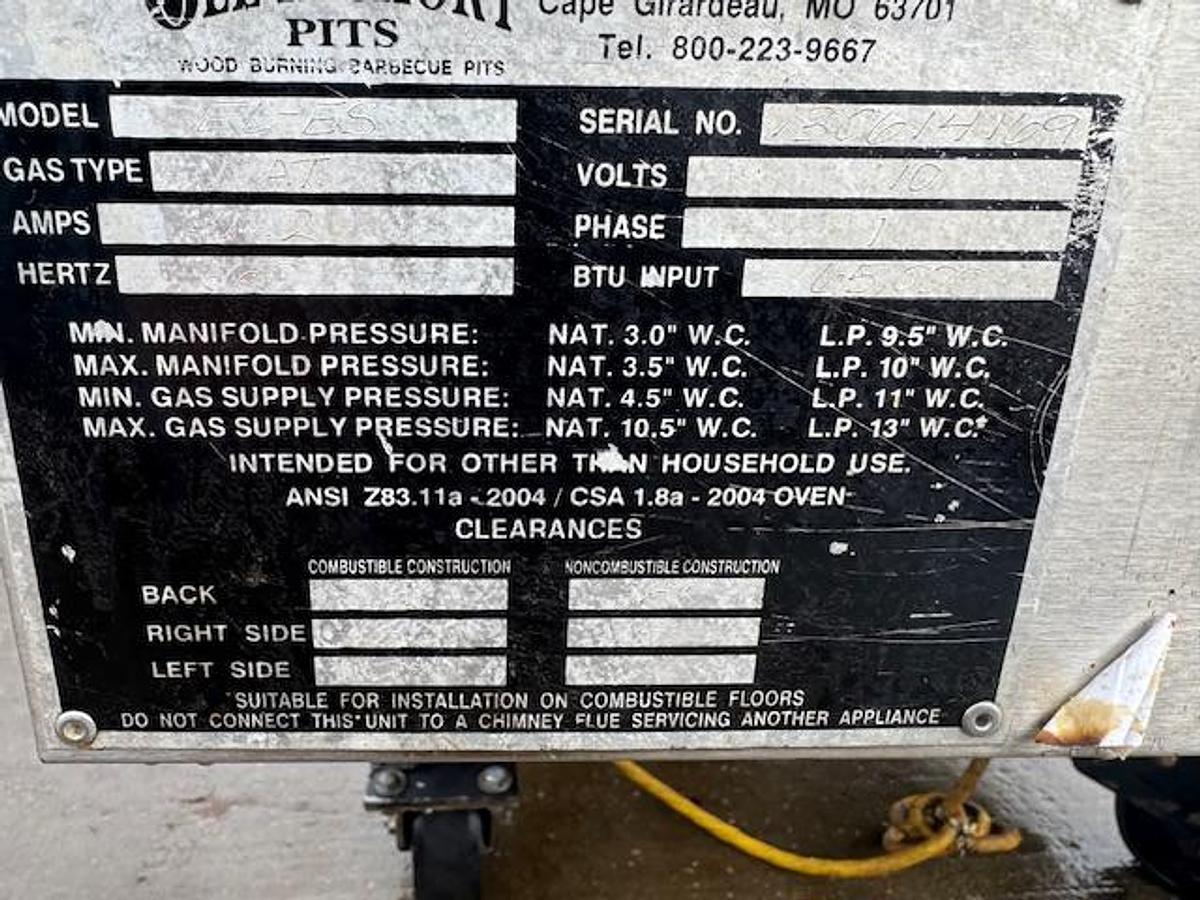 Cape Girardeau, MO 63701
PITS
Tel. 800-223-9667
WOOD BURNING BARBECUE PITS
MODEL
SERIAL NO.
GAS TYPE
VOLTS
AMPS 2
PHASE 1
HERTZ
BTU INPUT
MIN. MANIFOLD PRESSURE: NAT. 3.0" W.C. L.P. 9.5" W.C.
MAX. MANIFOLD PRESSURE: NAT. 3.5" W.C. L.P. 10" W.C.
MIN. GAS SUPPLY PRESSURE: NAT. 4.5" W.C. L.P. 11" W.C.
MAX. GAS SUPPLY PRESSURE: NAT. 10.5" W.C. L.P. 13" W.C.
INTENDED FOR OTHER THAN HOUSEHOLD USE.
ANSI Z83.11a - 2004 / CSA 1.8a - 2004 OVEN
CLEARANCES
COMBUSTIBLE CONSTRUCTION NONCOMBUSTIBLE CONSTRUCTION
BACK
RIGHT SIDE
LEFT SIDE
SUITABLE FOR INSTALLATION ON COMBUSTIBLE FLOORS
DO NOT CONNECT THIS UNIT TO A CHIMNEY FLUE SERVICING ANOTHER APPLIANCE